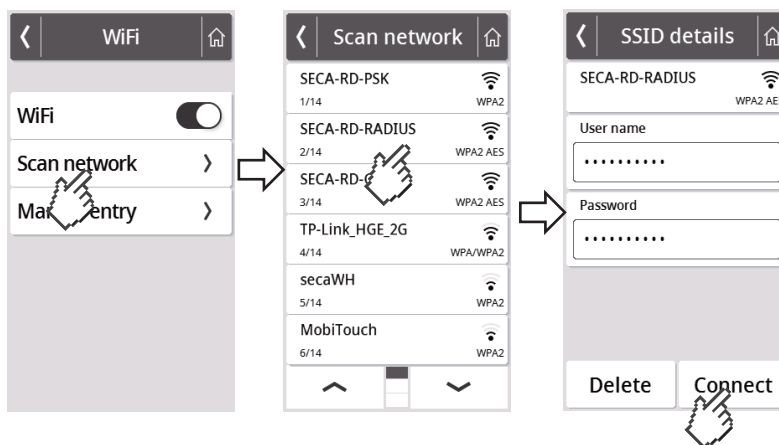 WiFi
WiFi
Scan network
Scan network
SECA-RD-PSK
1/14 WPA2
SECA-RD-RADIUS
2/14 WPA2 AES
SECA-RD-
3/14 WPA2 AES
TP-Link_HGE_2G
4/14 WPA/WPA2
secaWH
5/14 WPA2
MobiTouch
6/14 WPA2
SSID details
SECA-RD-RADIUS
WPA2 AE
User name
Password
Delete Connect